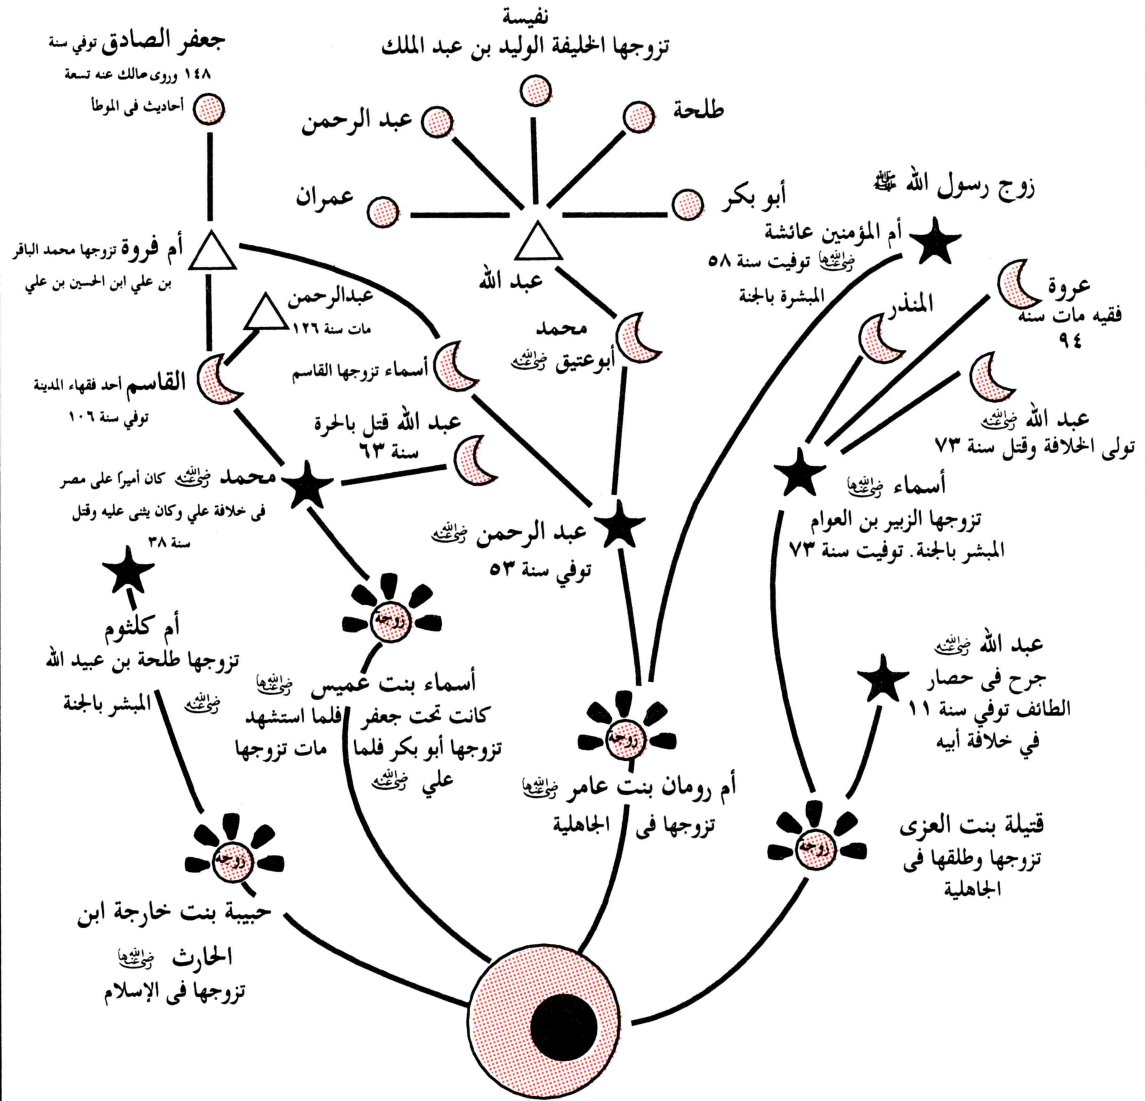 نفيسة
تزوجها الخليفة الوليد بن عبد الملك
طلحة
عبد الرحمن
أبو بكر
عمران
عبد الله
جعفر الصادق توفي سنة
١٤٨ وروى مالك عنه تسعة
أحاديث فى الموطأ
زوج رسول الله ﷺ
أم المؤمنين عائشة
رضي الله عنها توفيت سنة ٥٨
المبشرة بالجنة
عروة
فقيه مات سنه
٩٤
المنذر
عبد الله رضي الله عنه
تولى الخلافة وقتل سنة ٧٣
أسماء رضي الله عنها
تزوجها الزبير بن العوام
المبشر بالجنة. توفيت سنة ٧٣
أم فروة تزوجها محمد الباقر
بن علي ابن الحسين بن علي
عبدالرحمن
مات سنة ١٢٦
محمد
أبوعتيق رضي الله عنه
أسماء تزوجها القاسم
القاسم أحد فقهاء المدينة
توفي سنة ١٠٦
عبد الله قتل بالحرة
سنة ٦٣
محمد رضي الله عنه كان أميرا على مصر
فى خلافة علي وكان يثنى عليه وقتل
سنة ٣٨
عبد الرحمن رضي الله عنه
توفي سنة ٥٣
أم كلثوم
تزوجها طلحة بن عبيد الله
رضي الله عنه المبشر بالجنة
زوجة
أسماء بنت عميس رضي الله عنها
كانت تحت جعفر فلما استشهد
تزوجها أبو بكر فلما مات تزوجها
علي رضي الله عنه
عبد الله رضي الله عنه
جرح فى حصار
الطائف توفي سنة ١١
في خلافة أبيه
زوجة
أم رومان بنت عامر رضي الله عنها
تزوجها فى الجاهلية
زوجة
قتيلة بنت العزى
تزوجها وطلقها فى
الجاهلية
زوجة
حبيبة بنت خارجة ابن
الحارث رضي الله عنها
تزوجها فى الإسلام